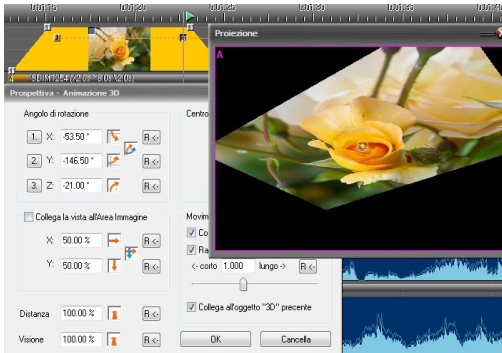 0:01:15 0:01:20 0:01:25 0:01:30 0:01:35
Proiezione
A
Prospettiva - Animazione 3D
Angolo di rotazione
Centro
1. X: -53.50 ° R <-
2. Y: -146.50 ° R <-
3. Z: -21.00 ° R <-
Collega la vista all'Area Immagine
X: 50.00 % R <-
Y: 50.00 % R <-
Movim
Co
Ra
<- corto 1.000 lungo -> R <-
Collega all'oggetto "3D" precente
Distanza 100.00 % R <-
Visione 100.00 % R <-
OK Cancella